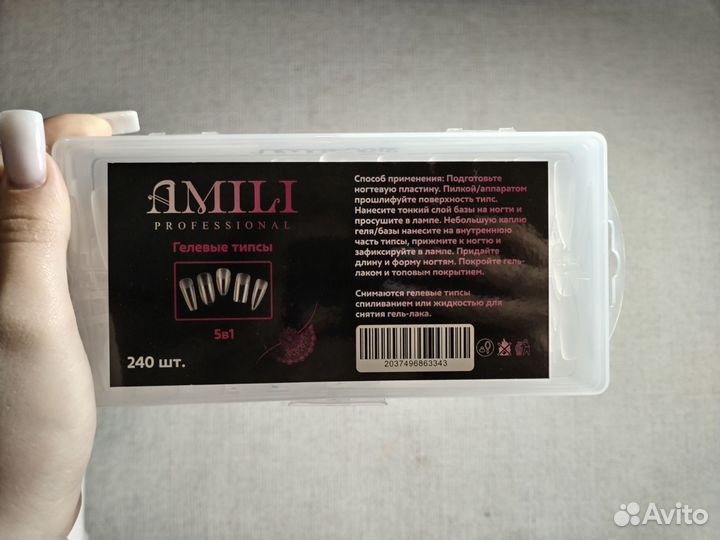 AMILI
PROFESSIONAL
Гелевые типсы
5в1
240 шт.
Способ применения: Подготовьте
ногтевую пластину. Пилкой/аппаратом
прошлифуйте поверхность типс.
Нанесите тонкий слой базы на ногти и
просушите в лампе. Небольшую каплю
геля/базы нанесите на внутреннюю
часть типсы, прижмите к ногтю и
зафиксируйте в лампе. Придайте
длину и форму ногтям. Покройте гель-
лаком и топовым покрытием.
Снимаются гелевые типсы
спиливанием или жидкостью для
снятия гель-лака.
2037496863343
Avito